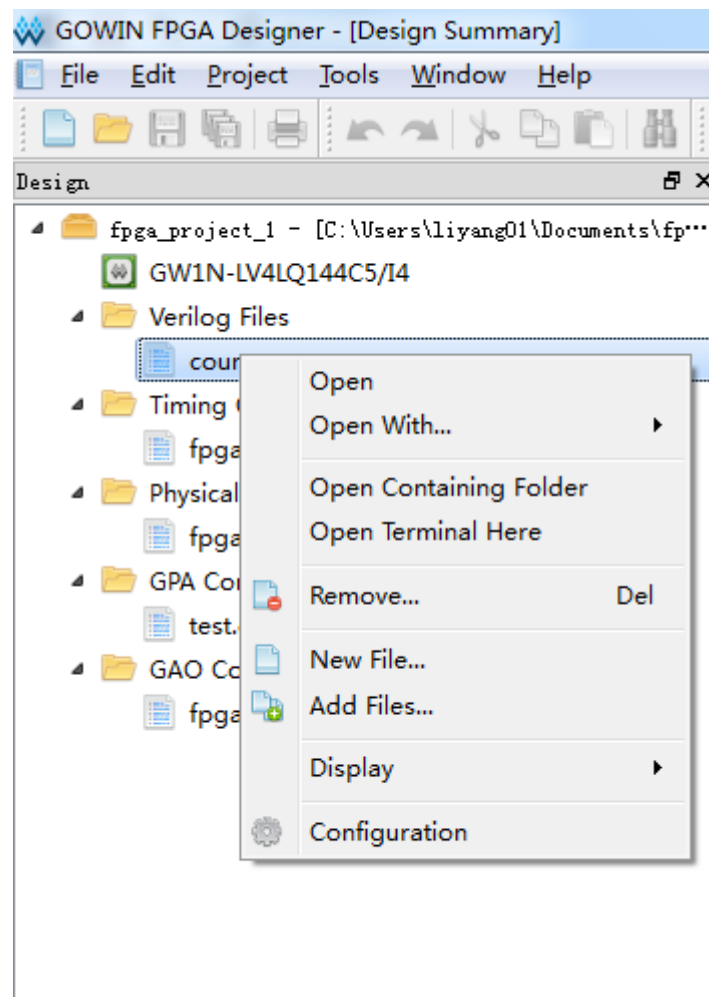 GOWIN FPGA Designer - [Design Summary]
File Edit Project Tools Window Help
Design
fpga_project_1 - [C:\Users\liyang01\Documents\fp...
GW1N-LV4LQ144C5/I4
Verilog Files
cour
Timing
fpga
Physical
fpga
GPA Con
test.
GAO Co
fpga
Open
Open With...
Open Containing Folder
Open Terminal Here
Remove... Del
New File...
Add Files...
Display
Configuration